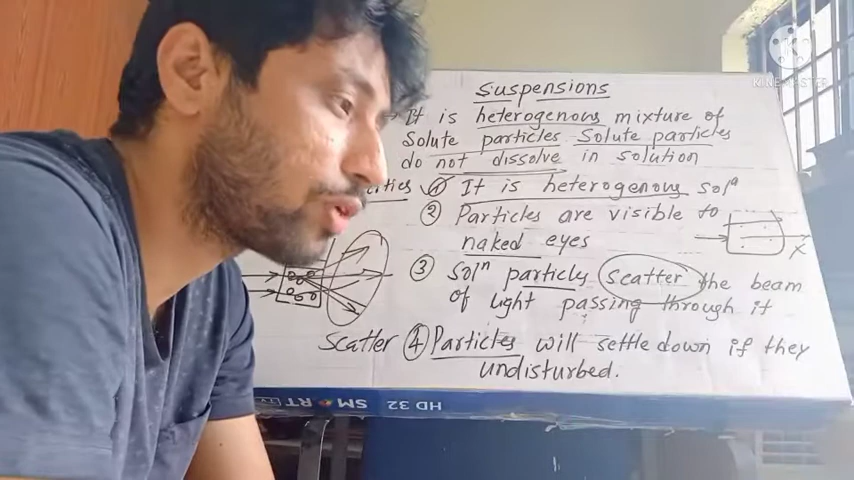 Suspensions
It is heterogenous mixture of
Solute particles Solute particles
do not dissolve in solution
ties ① It is heterogenous solⁿ
② Particles are visible to
naked eyes
③ Solⁿ particles scatter the beam
of light passing through it
Scatter ④ Particles will settle down if they
undisturbed.
X
SMART TV HD 32
KINEMASTER